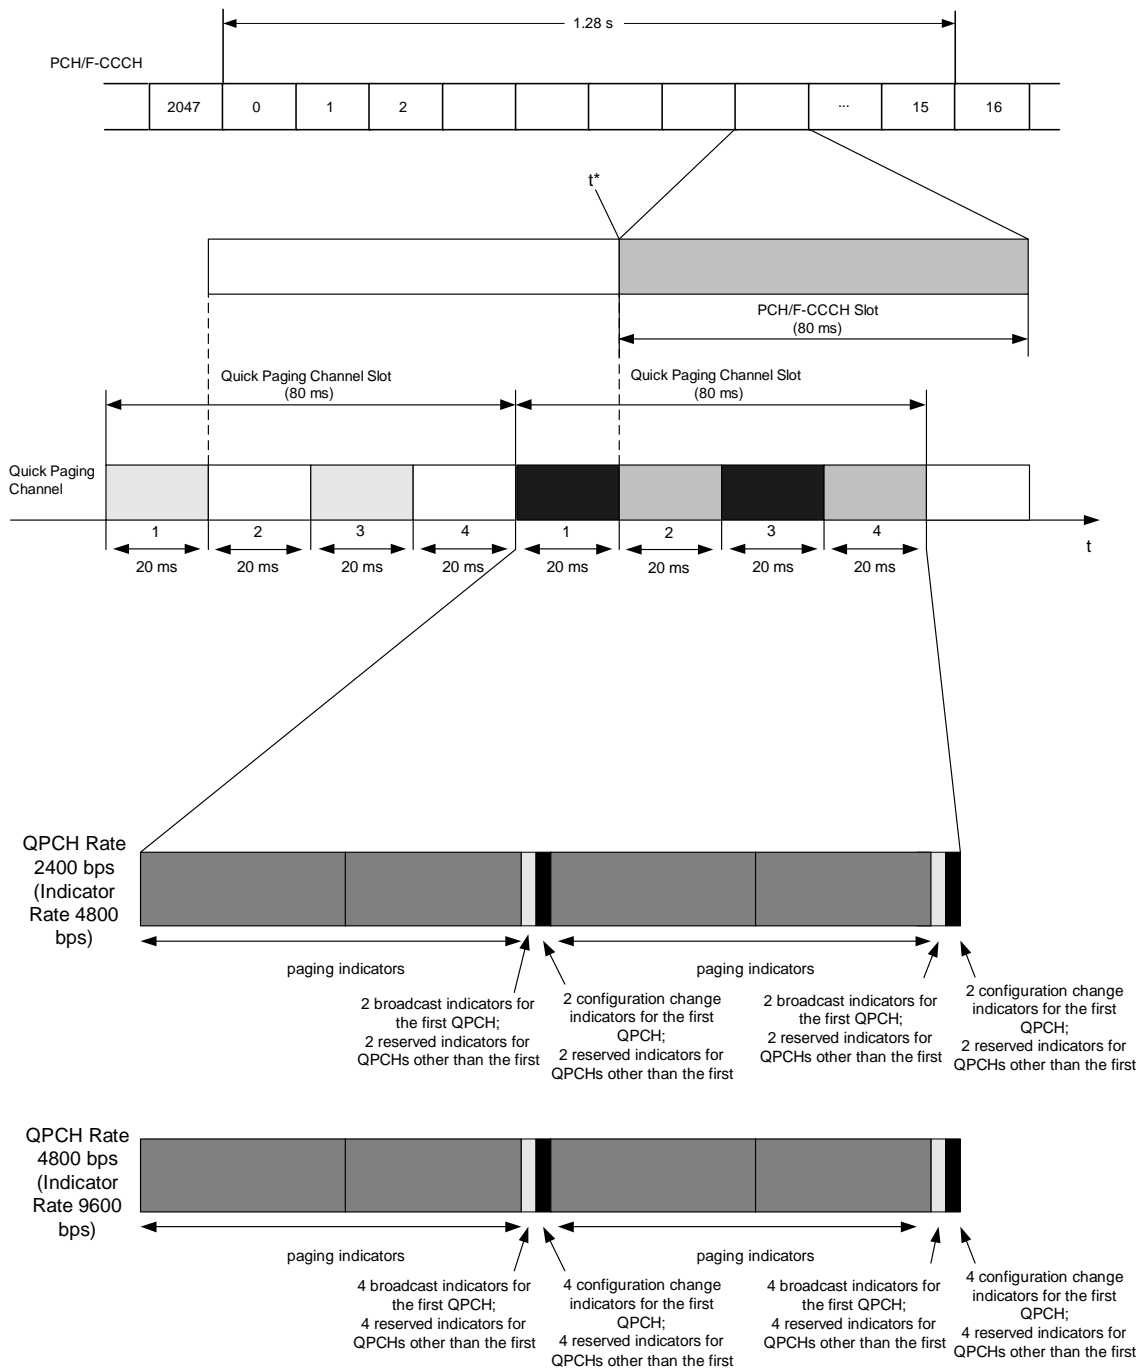 1.28 s
PCH/F-CCCH
2047 0 1 2 ... 15 16
t*
PCH/F-CCCH Slot
(80 ms)
Quick Paging Channel Slot
(80 ms)
Quick Paging Channel Slot
(80 ms)
Quick Paging
Channel
1 2 3 4 1 2 3 4
20 ms 20 ms 20 ms 20 ms 20 ms 20 ms 20 ms 20 ms
t
QPCH Rate
2400 bps
(Indicator
Rate 4800
bps)
paging indicators
paging indicators
2 broadcast indicators for
the first QPCH;
2 reserved indicators for
QPCHs other than the first
2 configuration change
indicators for the first
QPCH;
2 reserved indicators for
QPCHs other than the first
2 broadcast indicators for
the first QPCH;
2 reserved indicators for
QPCHs other than the first
2 configuration change
indicators for the first
QPCH;
2 reserved indicators for
QPCHs other than the first
QPCH Rate
4800 bps
(Indicator
Rate 9600
bps)
paging indicators
paging indicators
4 broadcast indicators for
the first QPCH;
4 reserved indicators for
QPCHs other than the first
4 configuration change
indicators for the first
QPCH;
4 reserved indicators for
QPCHs other than the first
4 broadcast indicators for
the first QPCH;
4 reserved indicators for
QPCHs other than the first
4 configuration change
indicators for the first
QPCH;
4 reserved indicators for
QPCHs other than the first